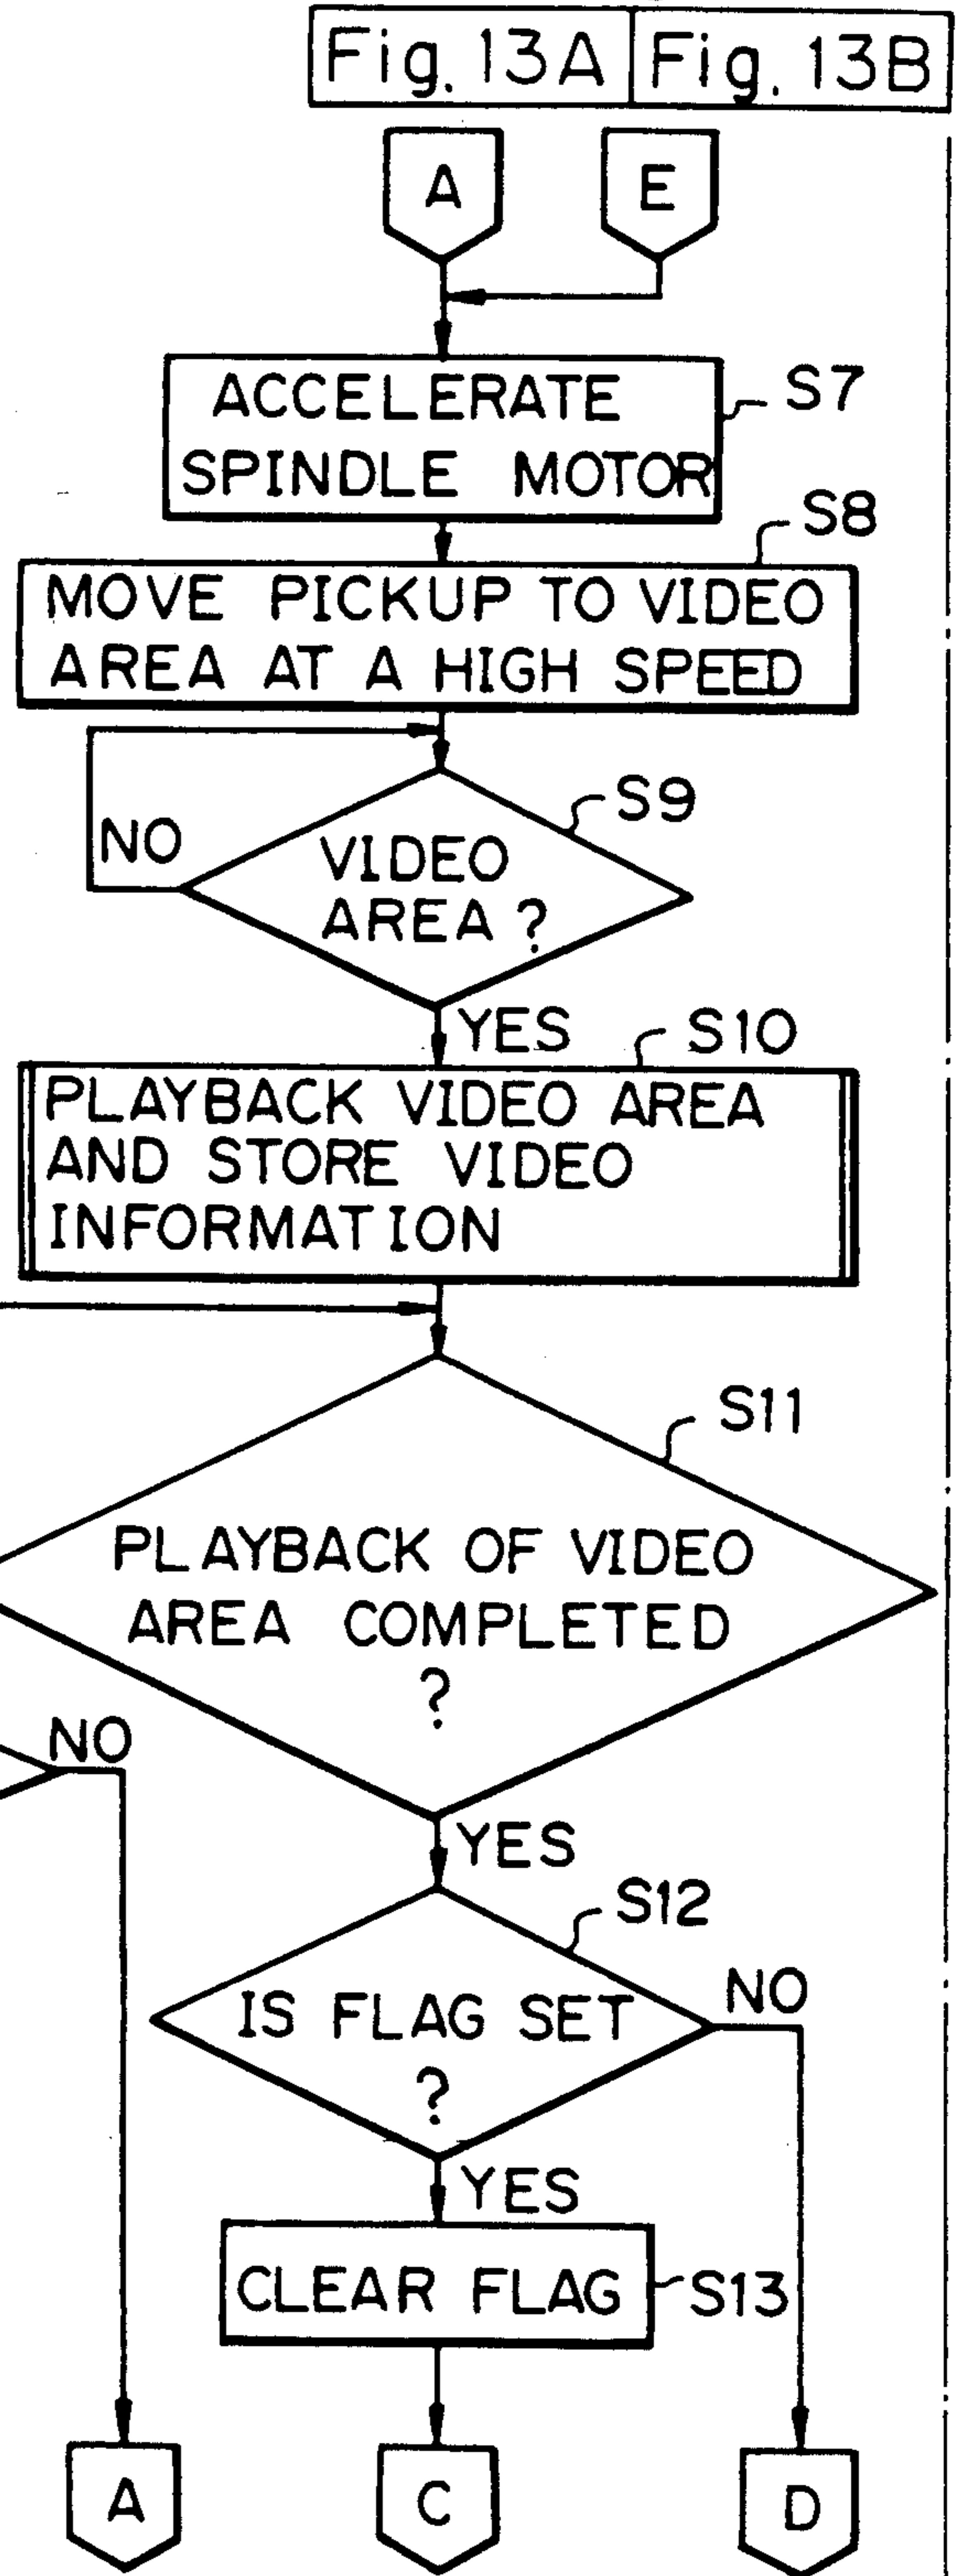 Fig. 13A Fig. 13B
A E
ACCELERATE
SPINDLE MOTOR
S7
S8
MOVE PICKUP TO VIDEO
AREA AT A HIGH SPEED
S9
NO
VIDEO
AREA ?
YES
S10
PLAYBACK VIDEO AREA
AND STORE VIDEO
INFORMATION
S11
PLAYBACK OF VIDEO
AREA COMPLETED
?
NO
YES
S12
IS FLAG SET
?
NO
YES
CLEAR FLAG
S13
A C D